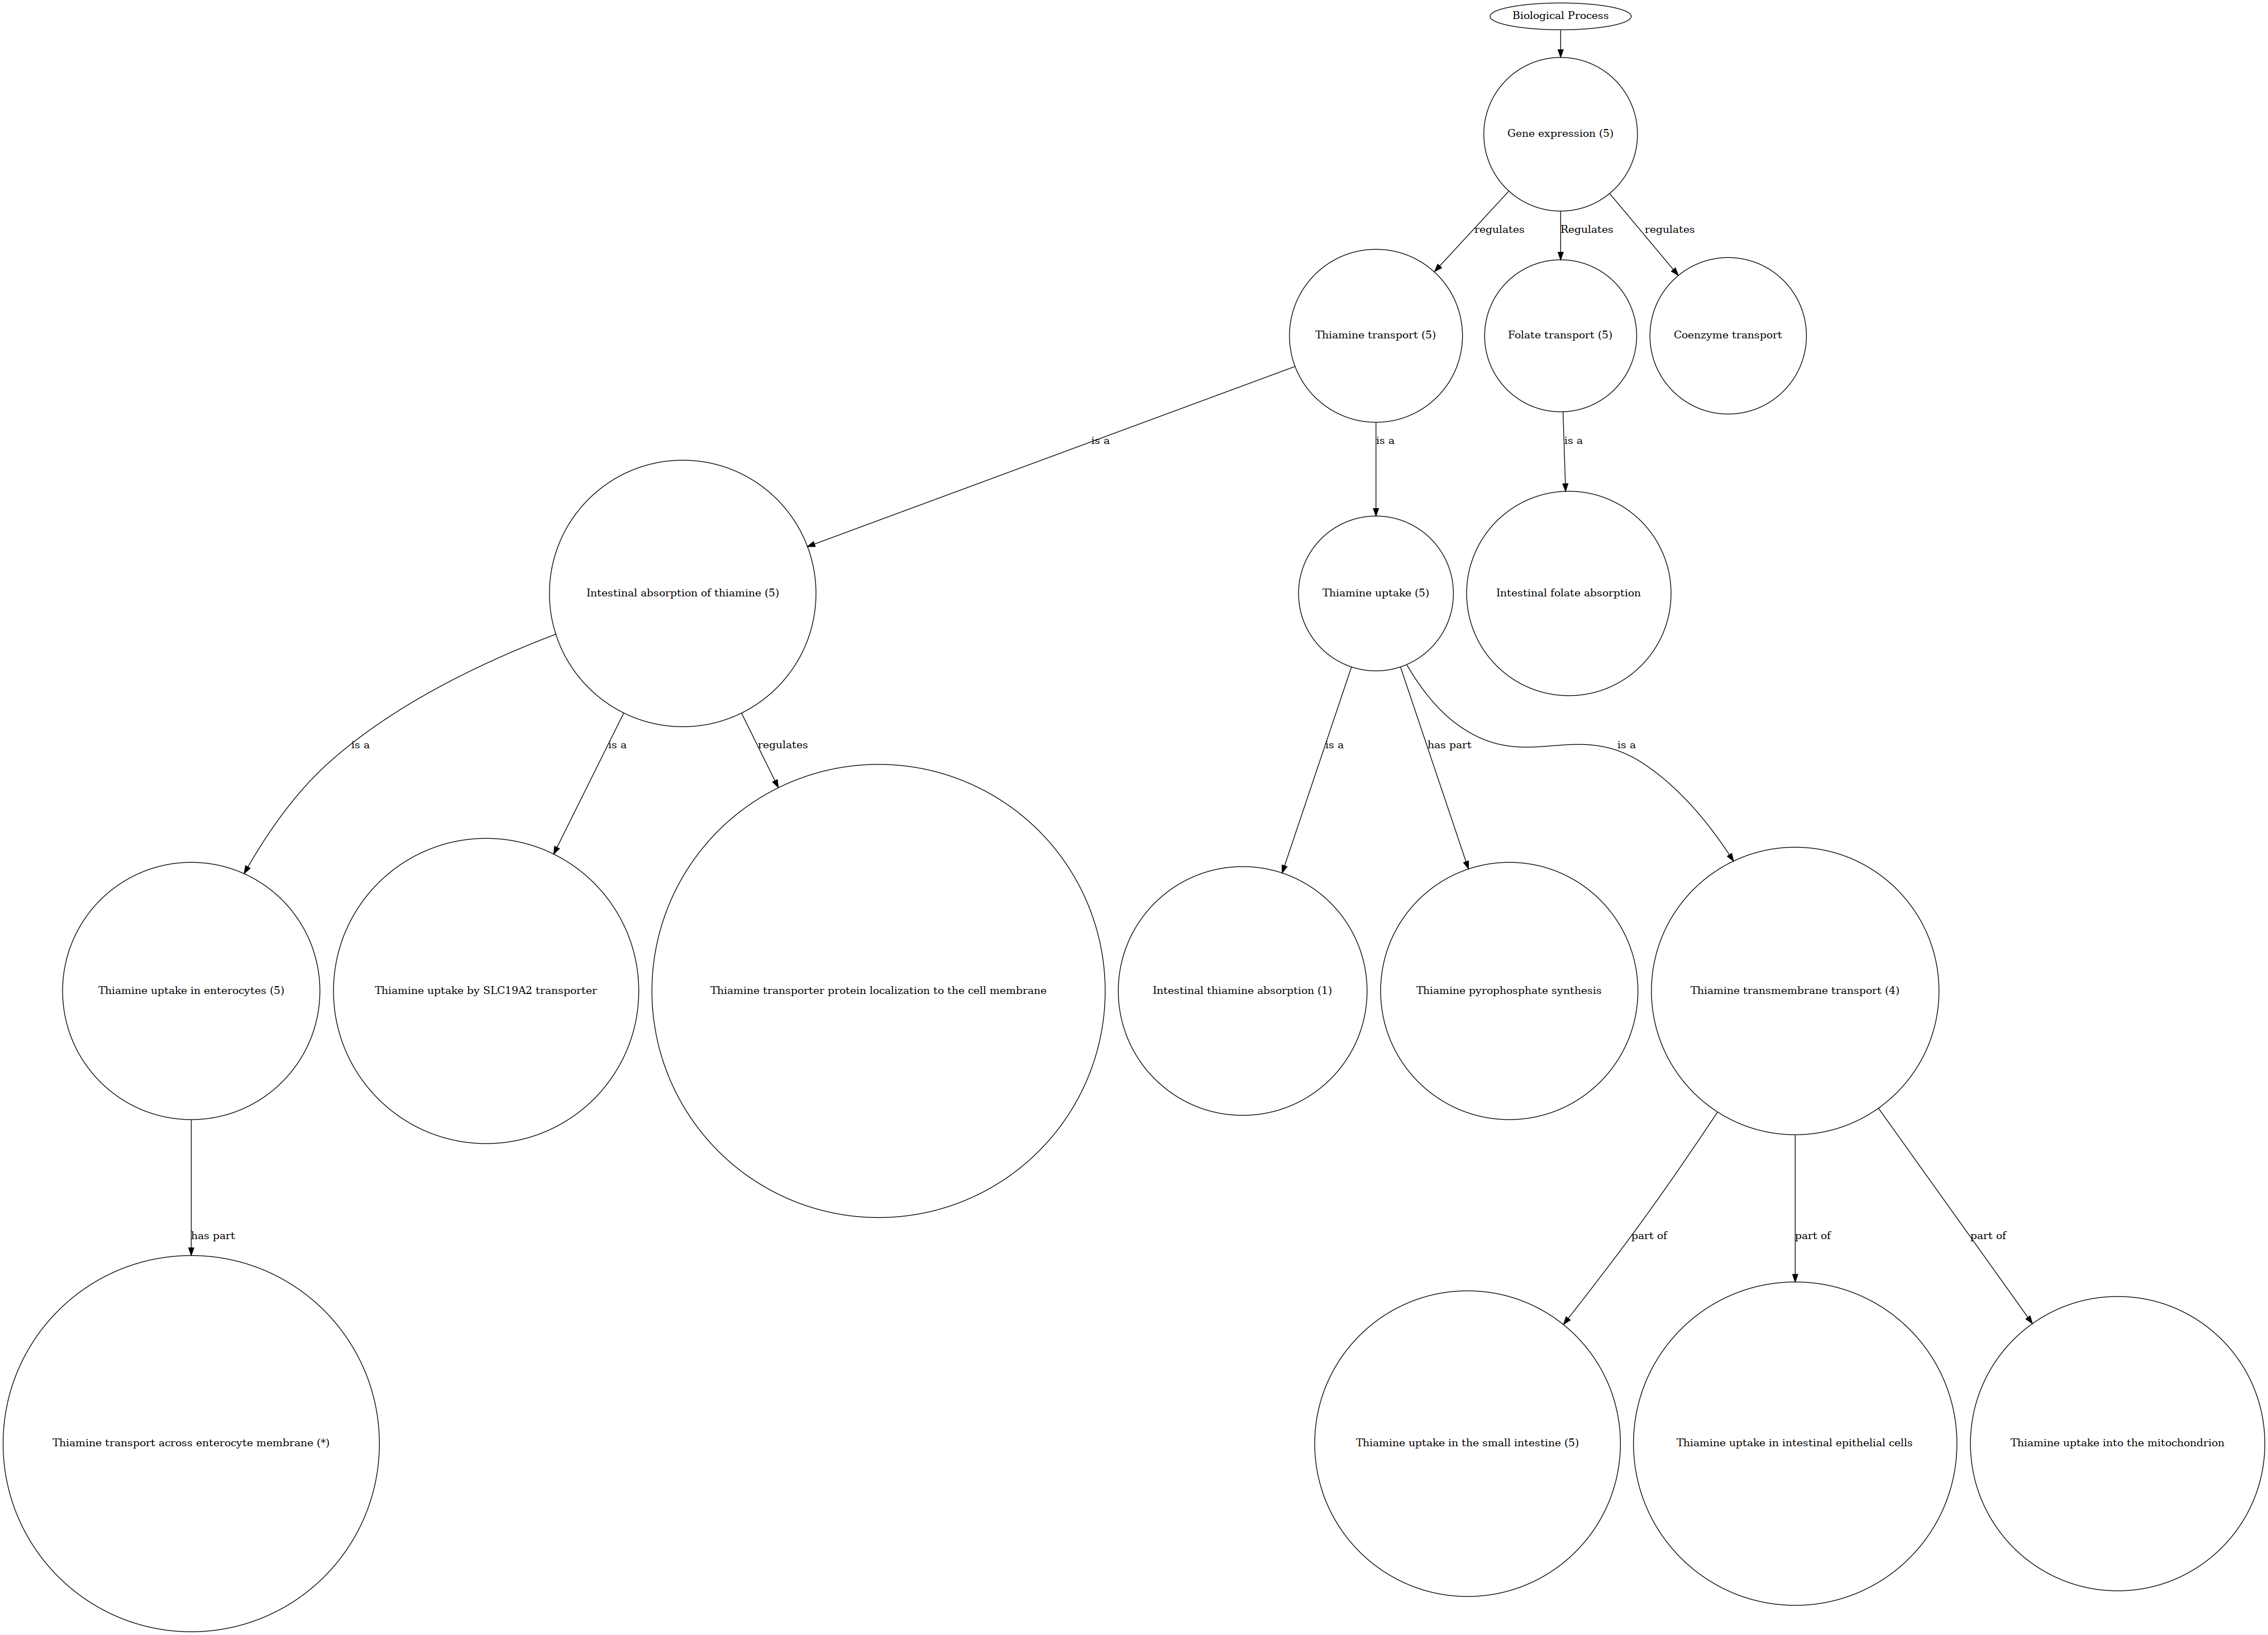 Biological Process
Gene expression (5)
regulates
Regulates
regulates
Thiamine transport (5)
Folate transport (5)
Coenzyme transport
is a
is a
is a
Intestinal absorption of thiamine (5)
Thiamine uptake (5)
Intestinal folate absorption
is a
is a
regulates
is a
has part
is a
Thiamine uptake in enterocytes (5)
Thiamine uptake by SLC19A2 transporter
Thiamine transporter protein localization to the cell membrane
Intestinal thiamine absorption (1)
Thiamine pyrophosphate synthesis
Thiamine transmembrane transport (4)
has part
part of
part of
part of
Thiamine transport across enterocyte membrane (*)
Thiamine uptake in the small intestine (5)
Thiamine uptake in intestinal epithelial cells
Thiamine uptake into the mitochondrion